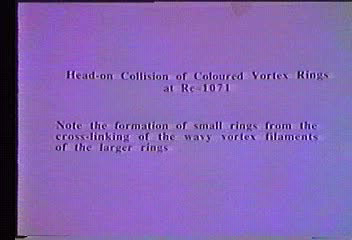 Head-on Collision of Coloured Vortex Rings
at Re=1071
Note the formation of small rings from the
cross-linking of the wavy vortex filaments
of the larger rings